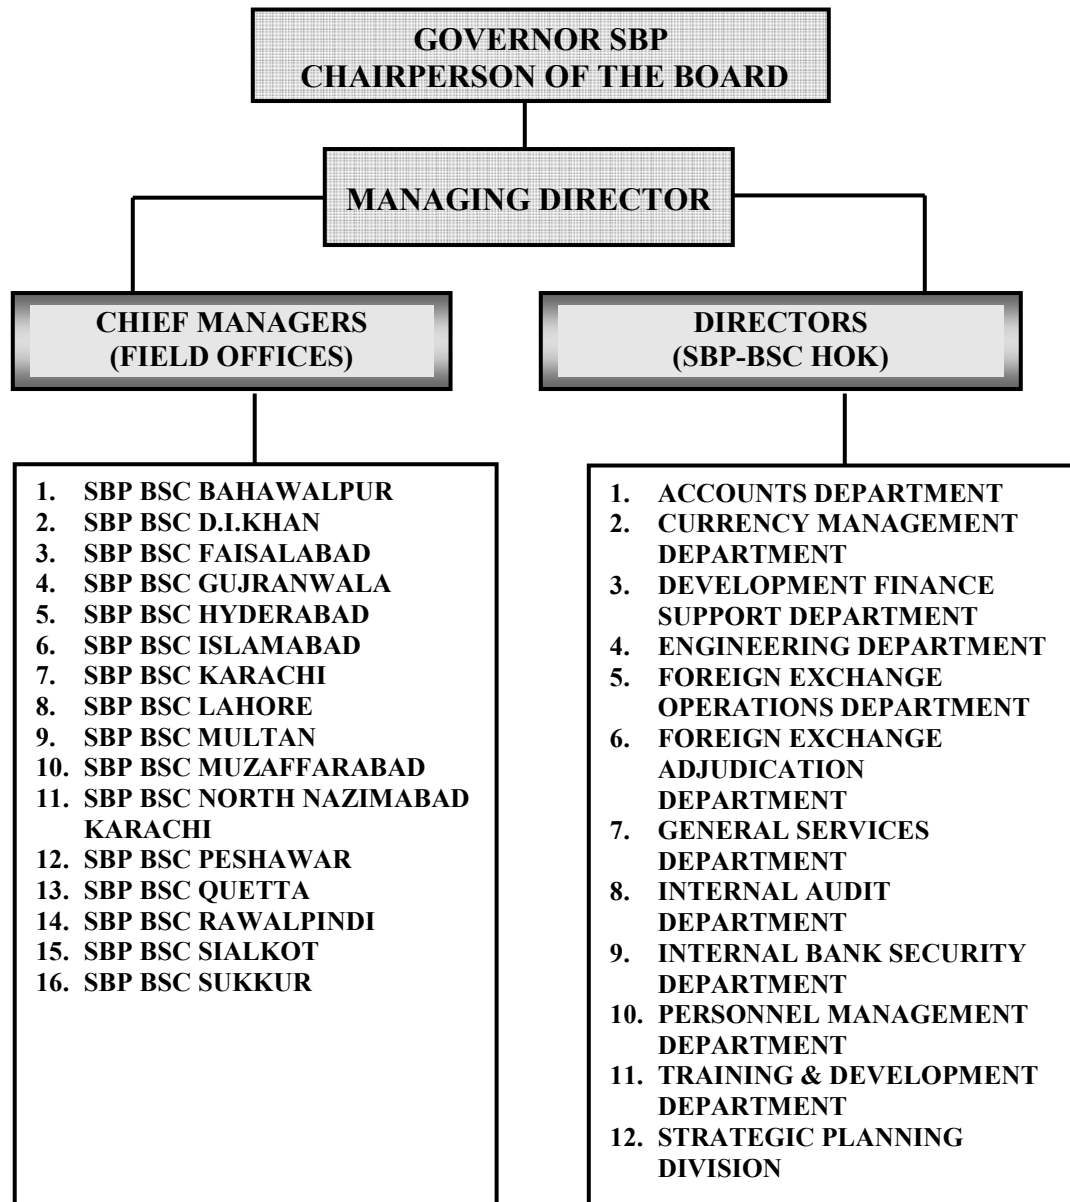 GOVERNOR SBP
CHAIRPERSON OF THE BOARD
MANAGING DIRECTOR
CHIEF MANAGERS
(FIELD OFFICES)
DIRECTORS
(SBP-BSC HOK)
1. SBP BSC BAHAWALPUR
2. SBP BSC D.I.KHAN
3. SBP BSC FAISALABAD
4. SBP BSC GUJRANWALA
5. SBP BSC HYDERABAD
6. SBP BSC ISLAMABAD
7. SBP BSC KARACHI
8. SBP BSC LAHORE
9. SBP BSC MULTAN
10. SBP BSC MUZAFFARABAD
11. SBP BSC NORTH NAZIMABAD
KARACHI
12. SBP BSC PESHAWAR
13. SBP BSC QUETTA
14. SBP BSC RAWALPINDI
15. SBP BSC SIALKOT
16. SBP BSC SUKKUR
1. ACCOUNTS DEPARTMENT
2. CURRENCY MANAGEMENT
DEPARTMENT
3. DEVELOPMENT FINANCE
SUPPORT DEPARTMENT
4. ENGINEERING DEPARTMENT
5. FOREIGN EXCHANGE
OPERATIONS DEPARTMENT
6. FOREIGN EXCHANGE
ADJUDICATION
DEPARTMENT
7. GENERAL SERVICES
DEPARTMENT
8. INTERNAL AUDIT
DEPARTMENT
9. INTERNAL BANK SECURITY
DEPARTMENT
10. PERSONNEL MANAGEMENT
DEPARTMENT
11. TRAINING & DEVELOPMENT
DEPARTMENT
12. STRATEGIC PLANNING
DIVISION